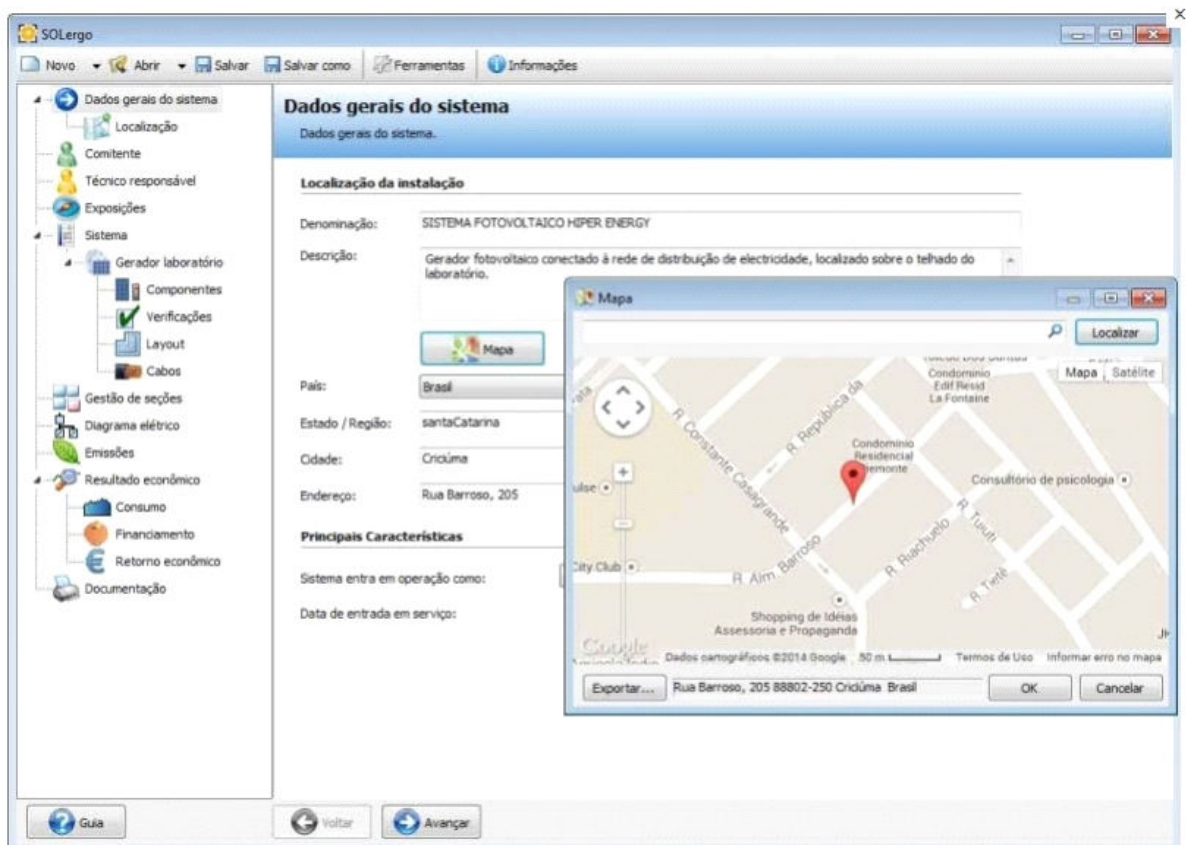 SOLergo
Novo Abrir Salvar Salvar como Ferramentas Informações
Dados gerais do sistema
Localização
Comitente
Técnico responsável
Exposições
Sistema
Gerador laboratório
Componentes
Verificações
Layout
Cabos
Gestão de seções
Diagrama elétrico
Emissões
Resultado econômico
Consumo
Financiamento
Retorno econômico
Documentação
Dados gerais do sistema
Dados gerais do sistema.
Localização da instalação
Denominação: SISTEMA FOTOVOLTAICO HIPER ENERGY
Descrição: Gerador fotovoltaico conectado à rede de distribuição de electricidade, localizado sobre o telhado do
laboratório.
Mapa
País: Brasil
Estado / Região: santaCatarina
Cidade: Criciúma
Endereço: Rua Barroso, 205
Principais Caract
Sistema entra em operação como:
Data de entrada em serviço:
Mapa
Localizar
Mapa Satélite
Condominio
Edif Resid
La Fontaine
R. República da
R. Constante Casagrande
Condominio
Residencial
Consultório de psicologia
R. Tuiuti
R. Riachuelo
R. Tietê
R. Alm Barroso
City Club
Shopping de Idéias
Assessoria e Propaganda
Google
Dados cartográficos ©2014 Google 50 m Termos de Uso Informar erro no mapa
Exportar... Rua Barroso, 205 88802-250 Criciúma Brasil OK Cancelar
Guia Voltar Avançar